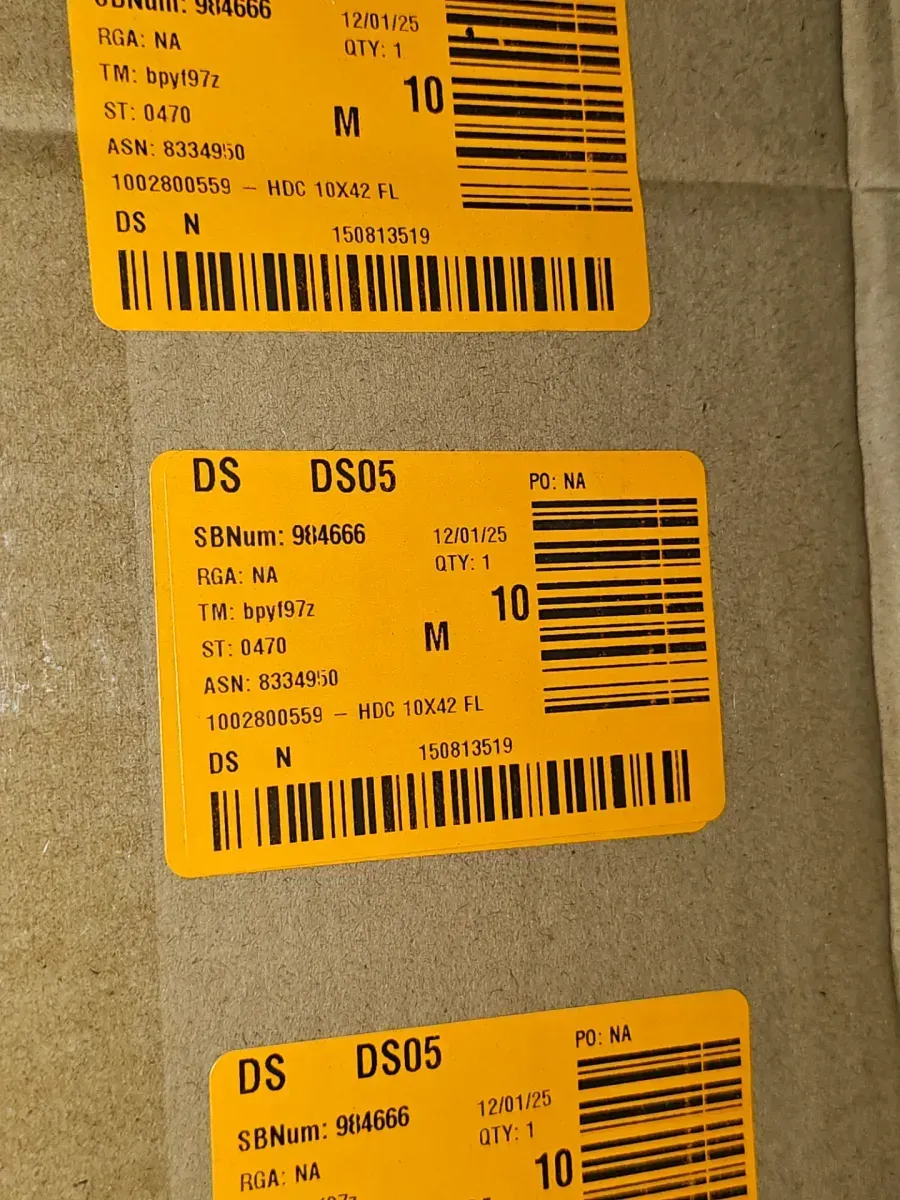 SBNum: 984666
12/01/25
RGA: NA
QTY: 1
TM: bpyf97z
10
ST: 0470
M
ASN: 8334950
1002800559 – HDC 10X42 FL
DS N
150813519
DS DS05
PO: NA
SBNum: 984666
12/01/25
RGA: NA
QTY: 1
TM: bpyf97z
10
ST: 0470
M
ASN: 8334950
1002800559 – HDC 10X42 FL
DS N
150813519
DS DS05
PO: NA
SBNum: 984666
12/01/25
RGA: NA
QTY: 1
10